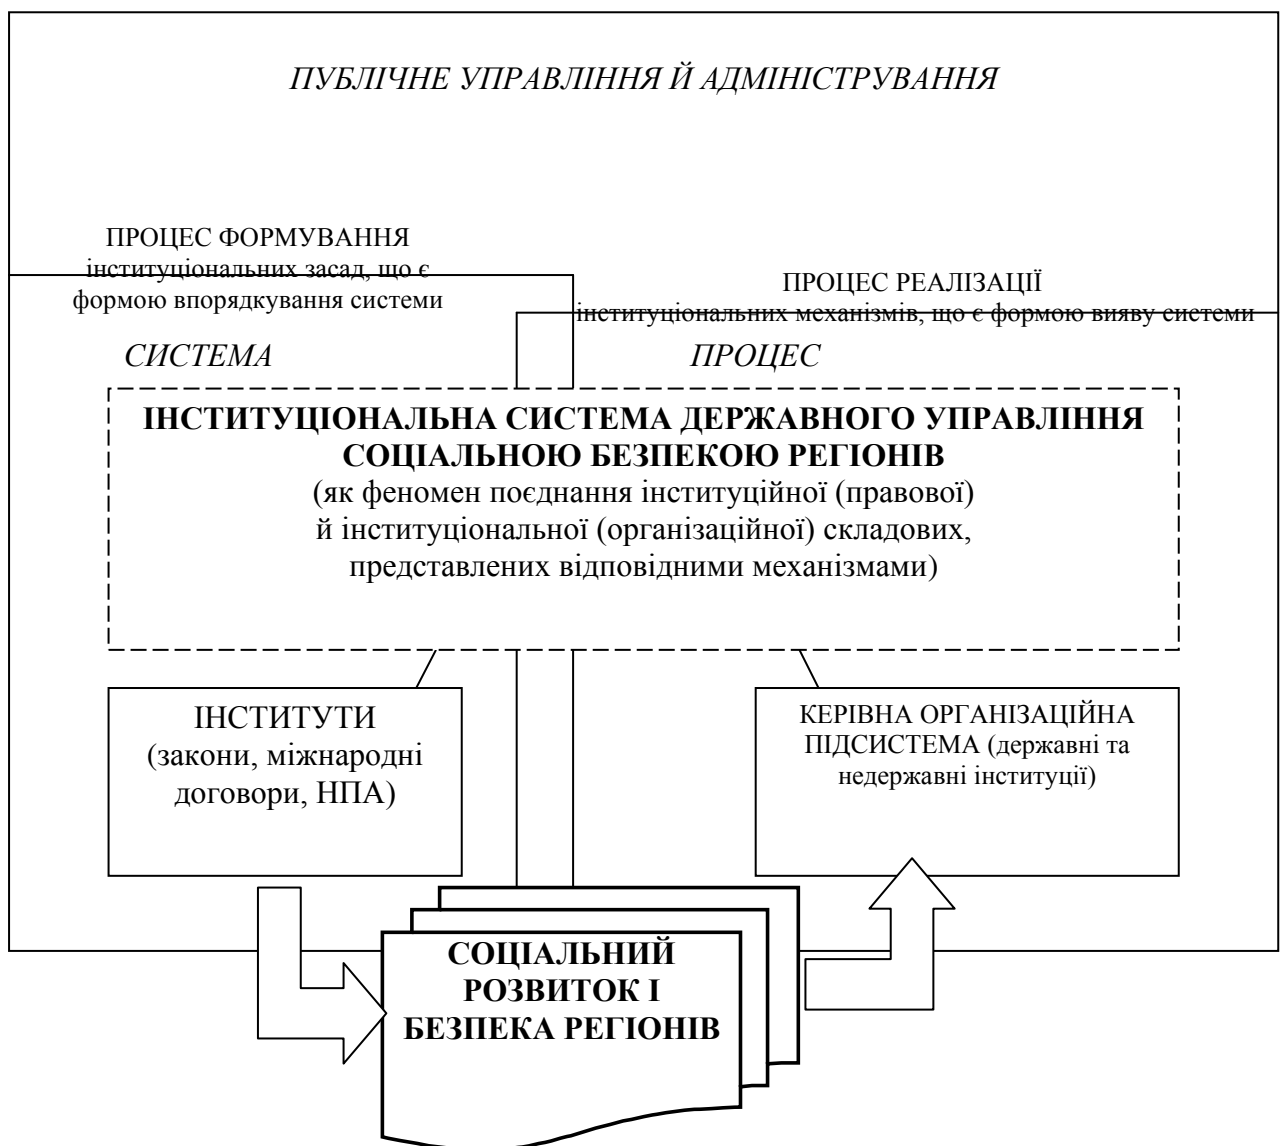 ПУБЛІЧНЕ УПРАВЛІННЯ Й АДМІНІСТРУВАННЯ
ПРОЦЕС ФОРМУВАННЯ
інституціональних засад, що є
формою впорядкування системи
ПРОЦЕС РЕАЛІЗАЦІЇ
інституціональних механізмів, що є формою вияву системи
СИСТЕМА
ПРОЦЕС
ІНСТИТУЦІОНАЛЬНА СИСТЕМА ДЕРЖАВНОГО УПРАВЛІННЯ
СОЦІАЛЬНОЮ БЕЗПЕКОЮ РЕГІОНІВ
(як феномен поєднання інституційної (правової)
й інституціональної (організаційної) складових,
представлених відповідними механізмами)
ІНСТИТУТИ
(закони, міжнародні
договори, НПА)
КЕРІВНА ОРГАНІЗАЦІЙНА
ПІДСИСТЕМА (державні та
недержавні інституції)
СОЦІАЛЬНИЙ
РОЗВИТОК І
БЕЗПЕКА РЕГІОНІВ